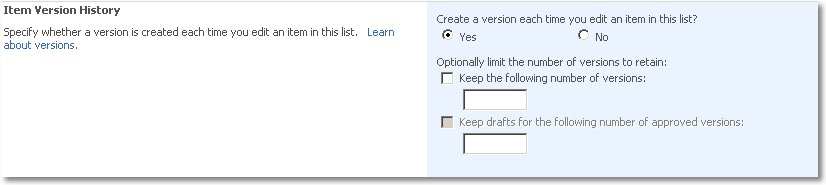 Item Version History
Specify whether a version is created each time you edit an item in this list.   Learn
about versions.
Create a version each time you edit an item in this list?
Yes No
Optionally limit the number of versions to retain:
Keep the following number of versions:
Keep drafts for the following number of approved versions: